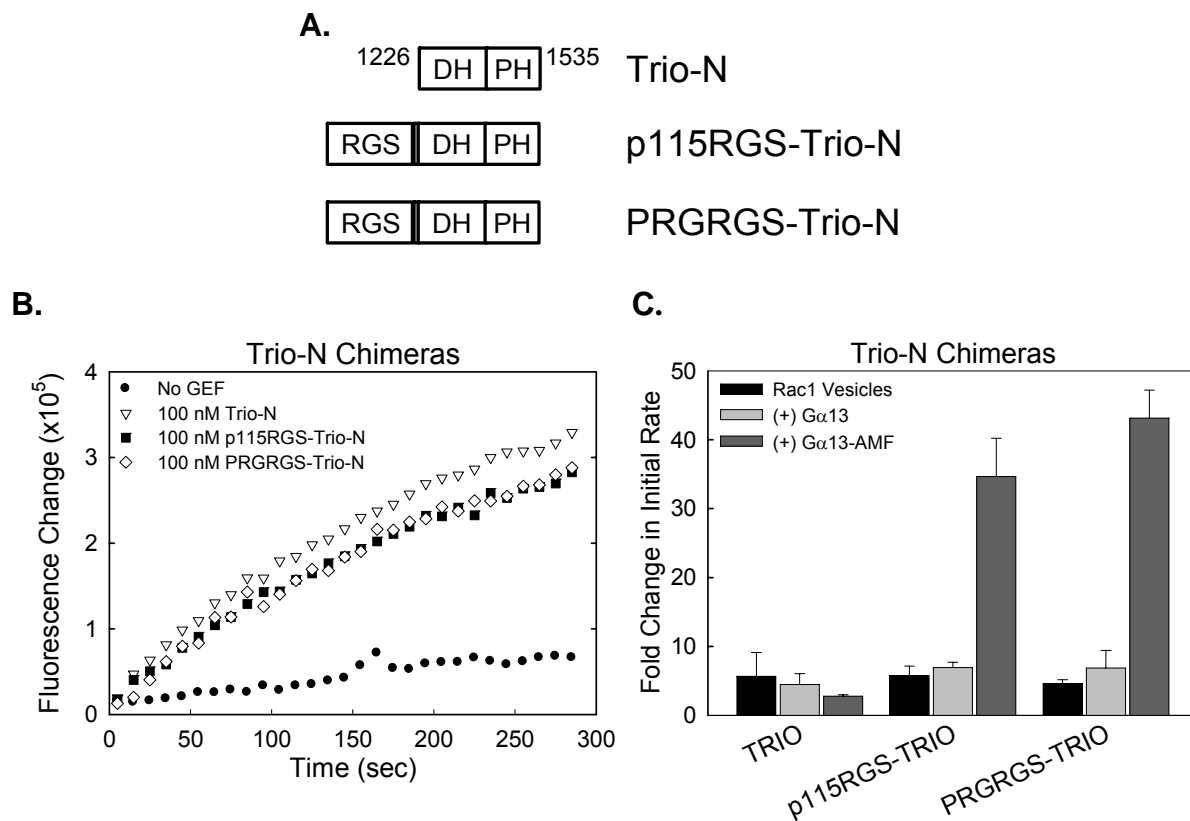 A.
1226 DH PH 1535 Trio-N
RGS DH PH p115RGS-Trio-N
RGS DH PH PRGRGS-Trio-N
B.
Trio-N Chimeras
Fluorescence Change (x10⁵)
4
3
2
1
0
No GEF
100 nM Trio-N
100 nM p115RGS-Trio-N
100 nM PRGRGS-Trio-N
0 50 100 150 200 250 300
Time (sec)
C.
Trio-N Chimeras
Fold Change in Initial Rate
50
40
30
20
10
0
Rac1 Vesicles
(+) Gα13
(+) Gα13-AMF
TRIO
p115RGS-TRIO
PRGRGS-TRIO